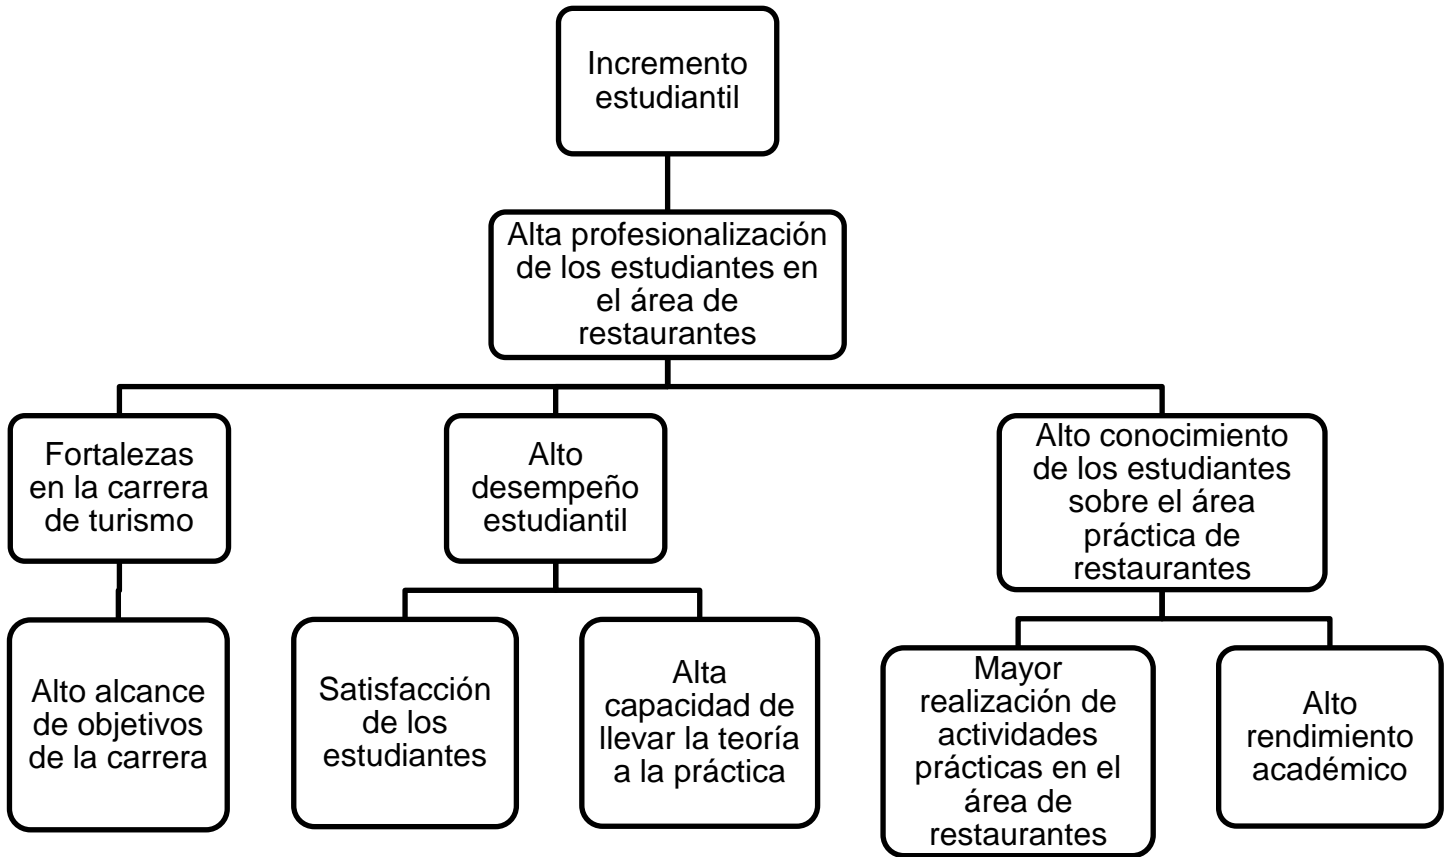 Incremento
estudiantil
Alta profesionalización
de los estudiantes en
el área de
restaurantes
Fortalezas
en la carrera
de turismo
Alto
desempeño
estudiantil
Alto conocimiento
de los estudiantes
sobre el área
práctica de
restaurantes
Alto alcance
de objetivos
de la carrera
Satisfacción
de los
estudiantes
Alta
capacidad de
llevar la teoría
a la práctica
Mayor
realización de
actividades
prácticas en el
área de
restaurantes
Alto
rendimiento
académico